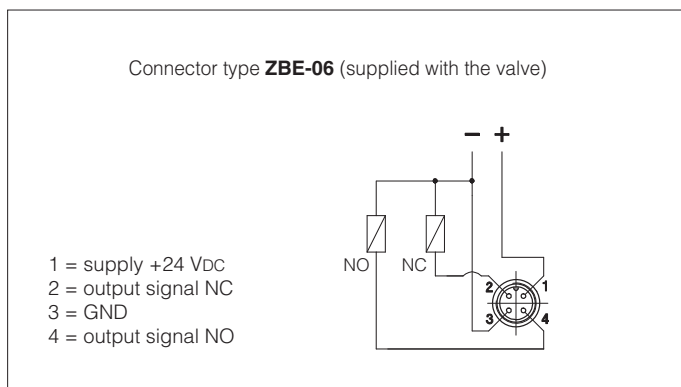 Connector type ZBE-06 (supplied with the valve)
− +
NO NC
2 1
3 4
1 = supply +24 VDC
2 = output signal NC
3 = GND
4 = output signal NO